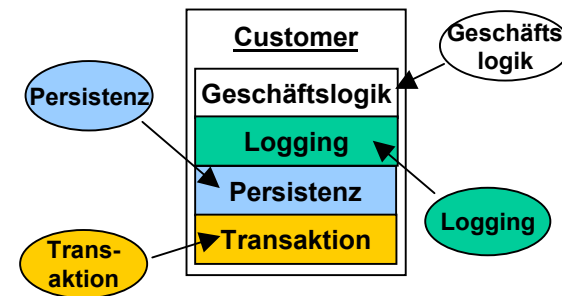 Customer
Geschäfts
logik
Persistenz
Geschäftslogik
Logging
Persistenz
Transaktion
Logging
Trans-
aktion